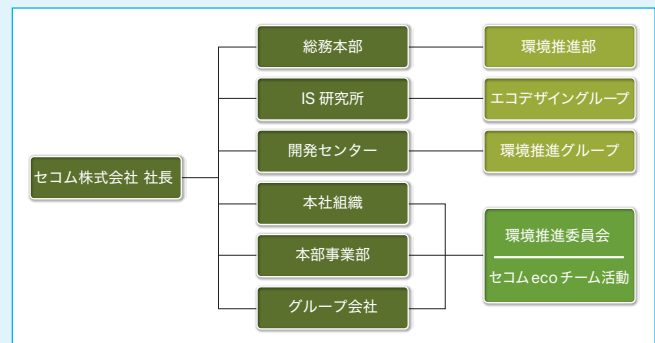 総務本部
環境推進部
IS 研究所
エコデザイングループ
開発センター
環境推進グループ
セコム株式会社 社長
本社組織
本部事業部
グループ会社
環境推進委員会
セコム eco チーム活動